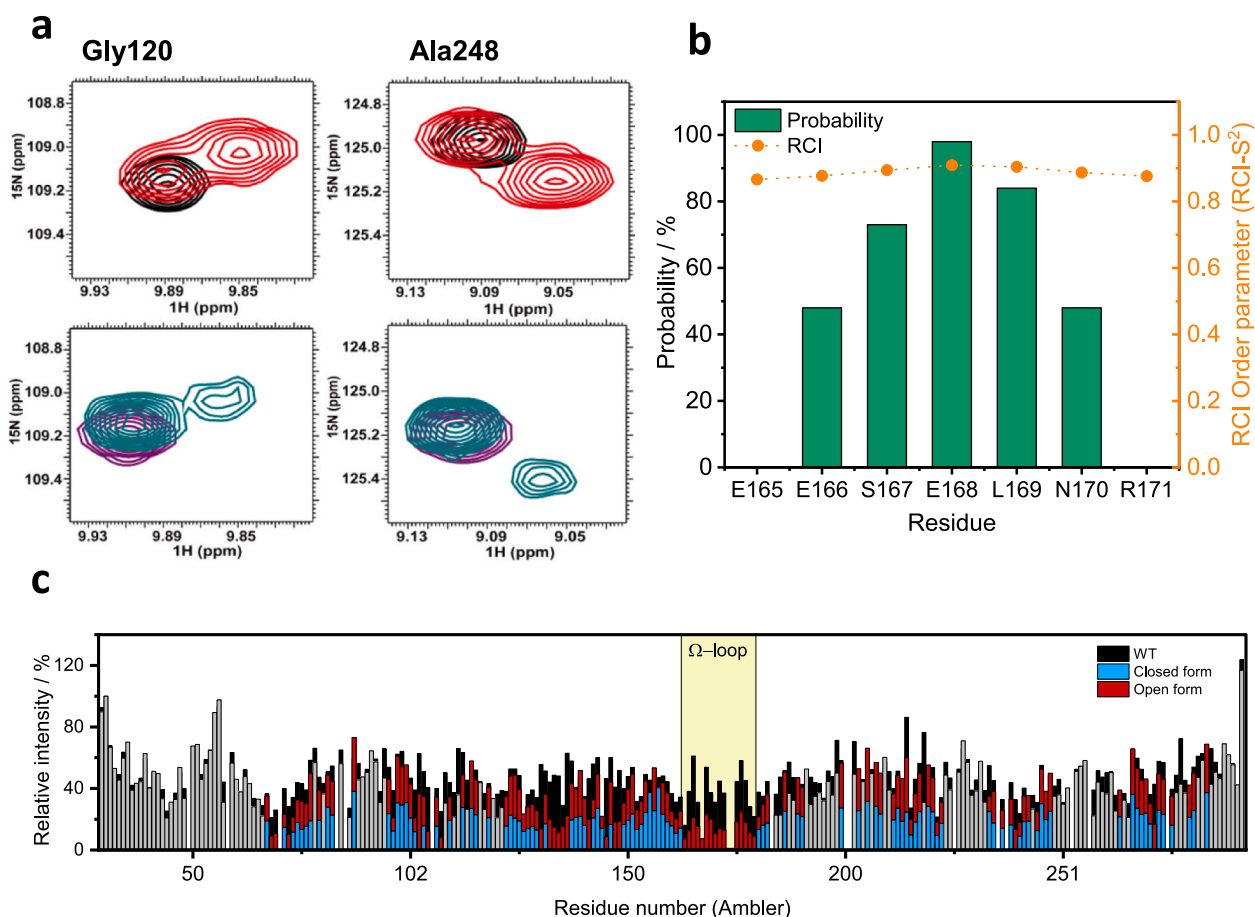 a
Gly120
Ala248
108.8
109.0
109.2
109.4
15N (ppm)
9.93
9.89
9.85
1H (ppm)
124.8
125.0
125.2
125.4
15N (ppm)
9.13
9.09
9.05
1H (ppm)
108.8
109.0
109.2
109.4
15N (ppm)
9.93
9.89
9.85
1H (ppm)
124.8
125.0
125.2
125.4
15N (ppm)
9.13
9.09
9.05
1H (ppm)
b
Probability
RCI
100
80
60
40
20
0
Probability / %
1.0
0.8
0.6
0.4
0.2
0.0
RCI Order parameter (RCI-S²)
E165 E166 S167 E168 L169 N170 R171
Residue
c
Ω–loop
WT
Closed form
Open form
120
80
40
0
Relative intensity / %
50 102 150 200 251
Residue number (Ambler)